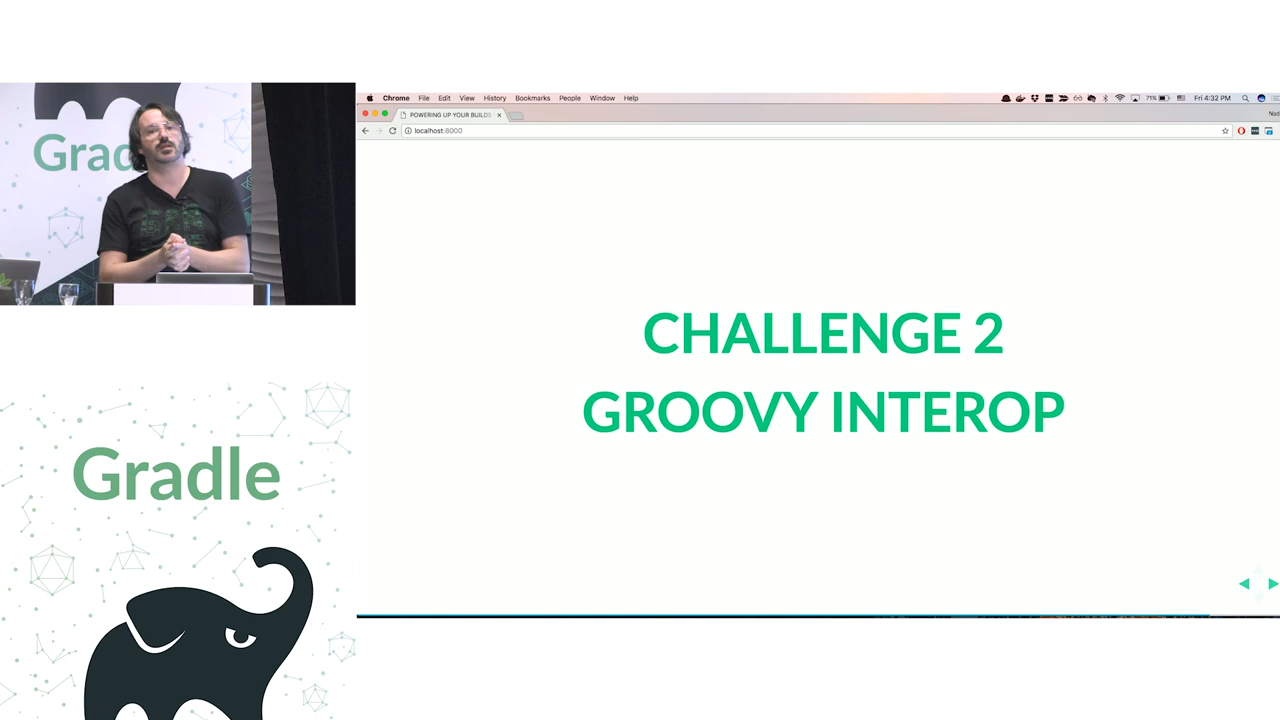 Grad
Chrome File Edit View History Bookmarks People Window Help
71% Fri 4:32 PM
POWERING UP YOUR BUILDS
localhost:8000
CHALLENGE 2
GROOVY INTEROP
Gradle